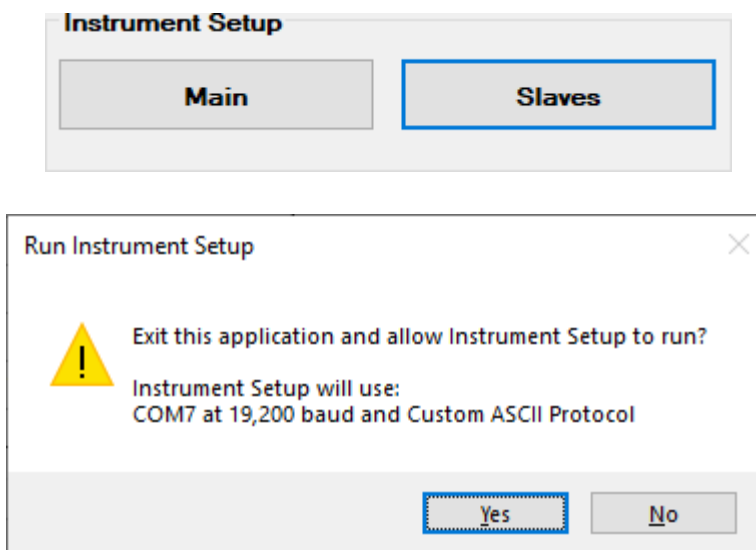 Instrument Setup
Main
Slaves
Run Instrument Setup
Exit this application and allow Instrument Setup to run?
Instrument Setup will use:
COM7 at 19,200 baud and Custom ASCII Protocol
Yes
No